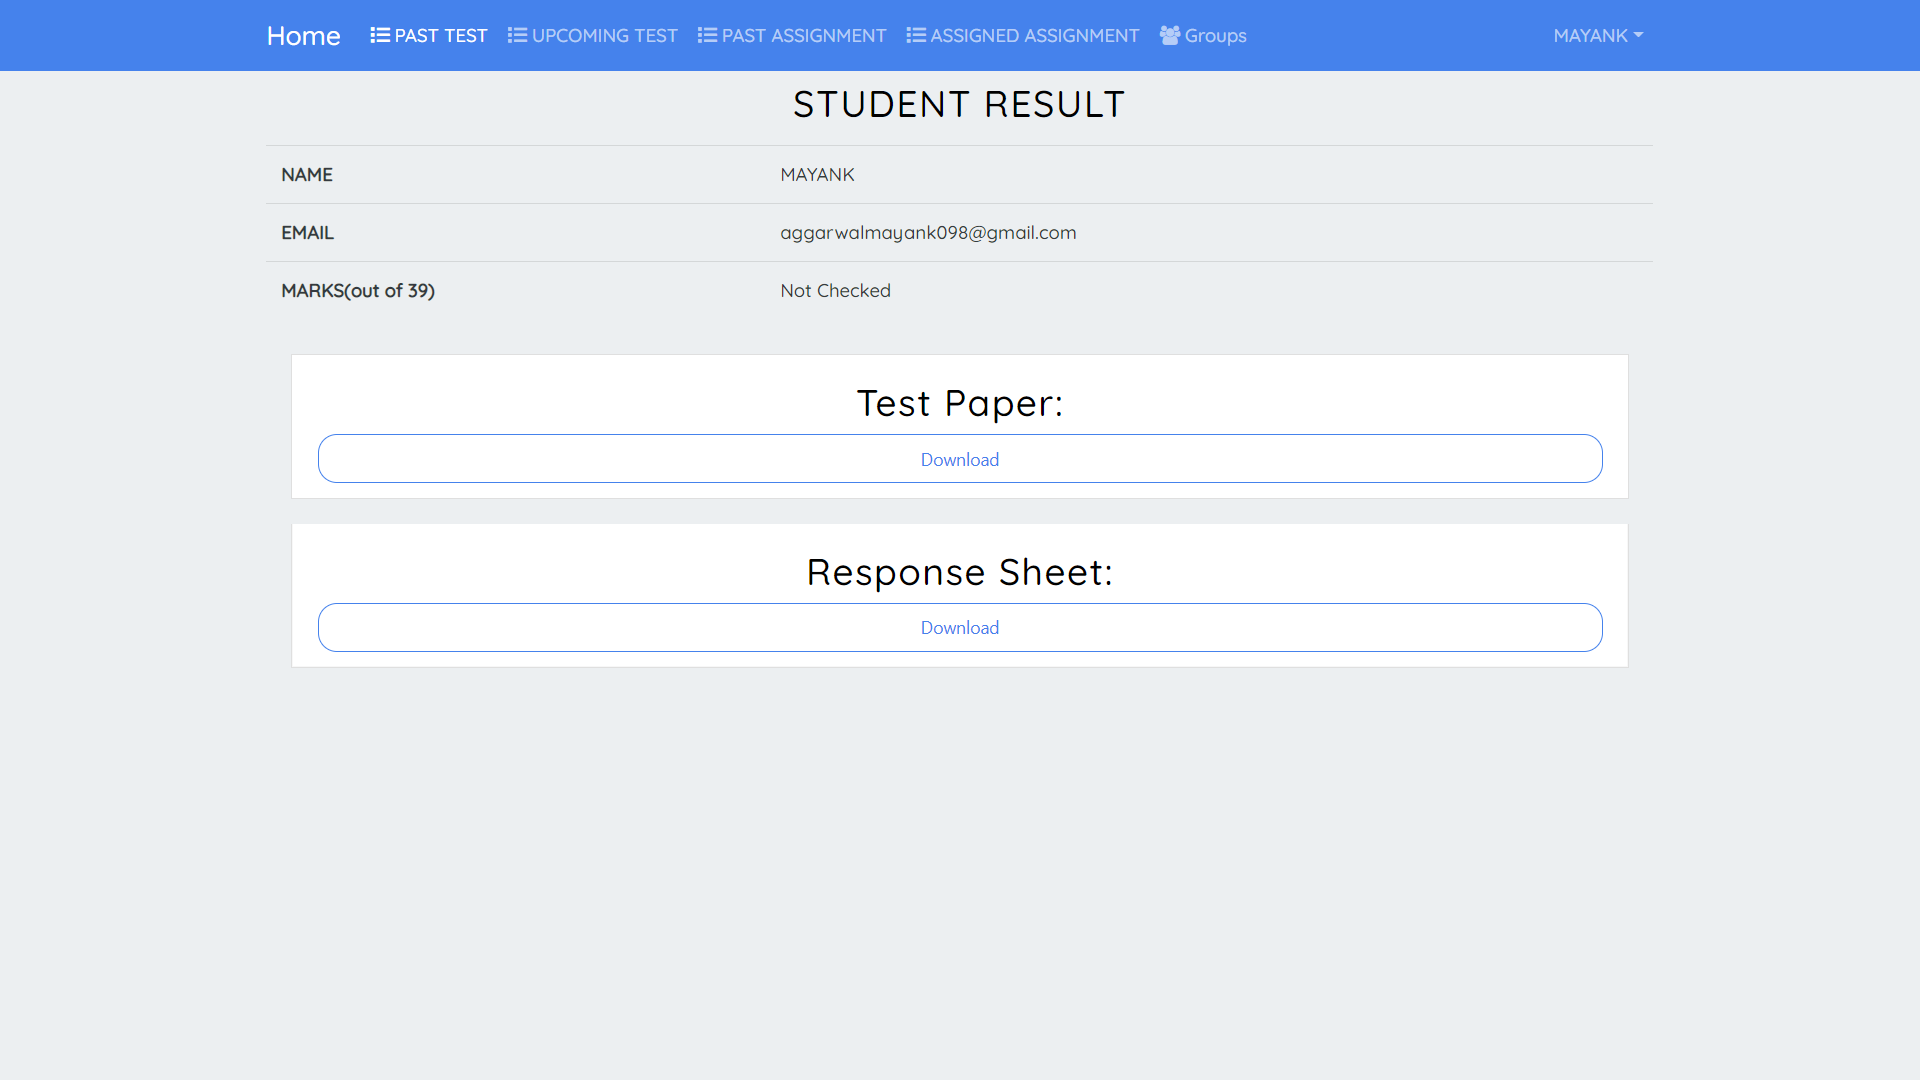 Home PAST TEST UPCOMING TEST PAST ASSIGNMENT ASSIGNED ASSIGNMENT Groups MAYANK
STUDENT RESULT
NAME MAYANK
EMAIL aggarwalmayank098@gmail.com
MARKS(out of 39) Not Checked
Test Paper:
Download
Response Sheet:
Download